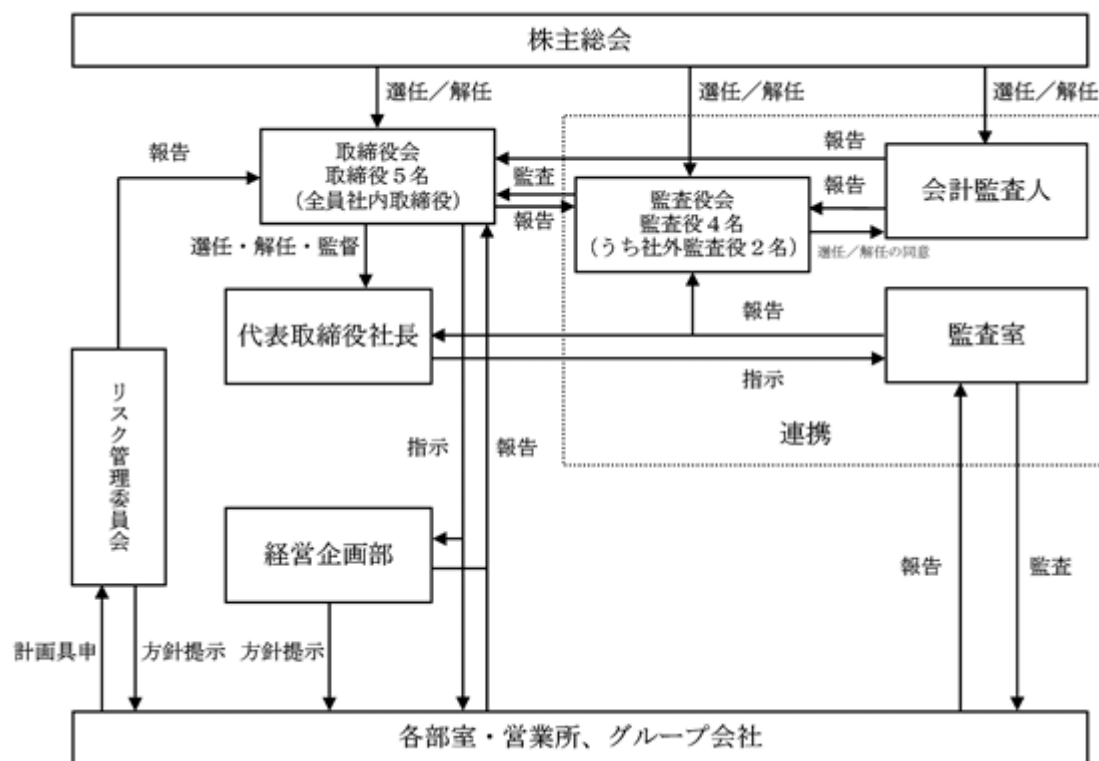 株主総会
選任／解任
選任／解任
選任／解任
報告
取締役会
取締役５名
（全員社内取締役）
監査
報告
報告
報告
監査役会
監査役４名
（うち社外監査役２名）
会計監査人
選任／解任の同意
選任・解任・監督
代表取締役社長
報告
指示
監査室
連携
リスク管理委員会
指示
報告
経営企画部
報告
監査
計画具申
方針提示
方針提示
各部室・営業所、グループ会社